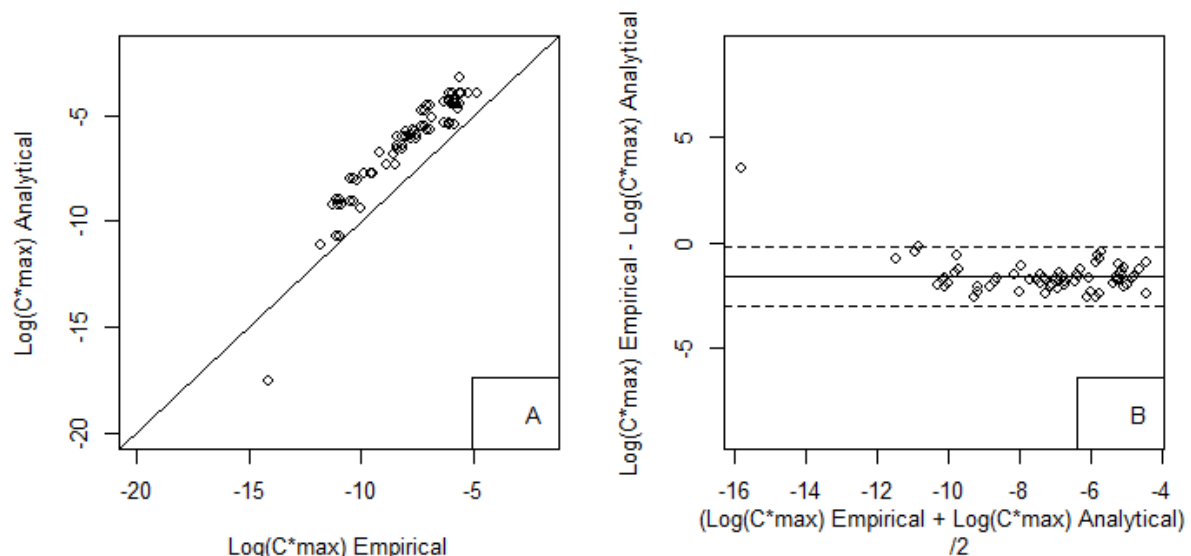 Log(C*max) Analytical
-5
-10
-15
-20
-20 -15 -10 -5
Log(C*max) Empirical
A
Log(C*max) Empirical - Log(C*max) Analytical
5
0
-5
-16 -14 -12 -10 -8 -6 -4
(Log(C*max) Empirical + Log(C*max) Analytical)
/2
B